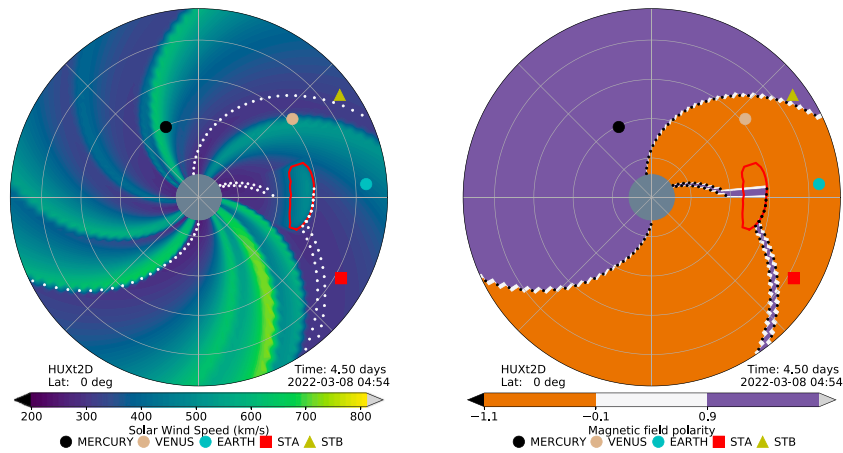 HUXt2D
Lat: 0 deg
Time: 4.50 days
2022-03-08 04:54
200 300 400 500 600 700 800
Solar Wind Speed (km/s)
MERCURY VENUS EARTH STA STB
HUXt2D
Lat: 0 deg
Time: 4.50 days
2022-03-08 04:54
−1.1 −0.1 0.9
Magnetic field polarity
MERCURY VENUS EARTH STA STB